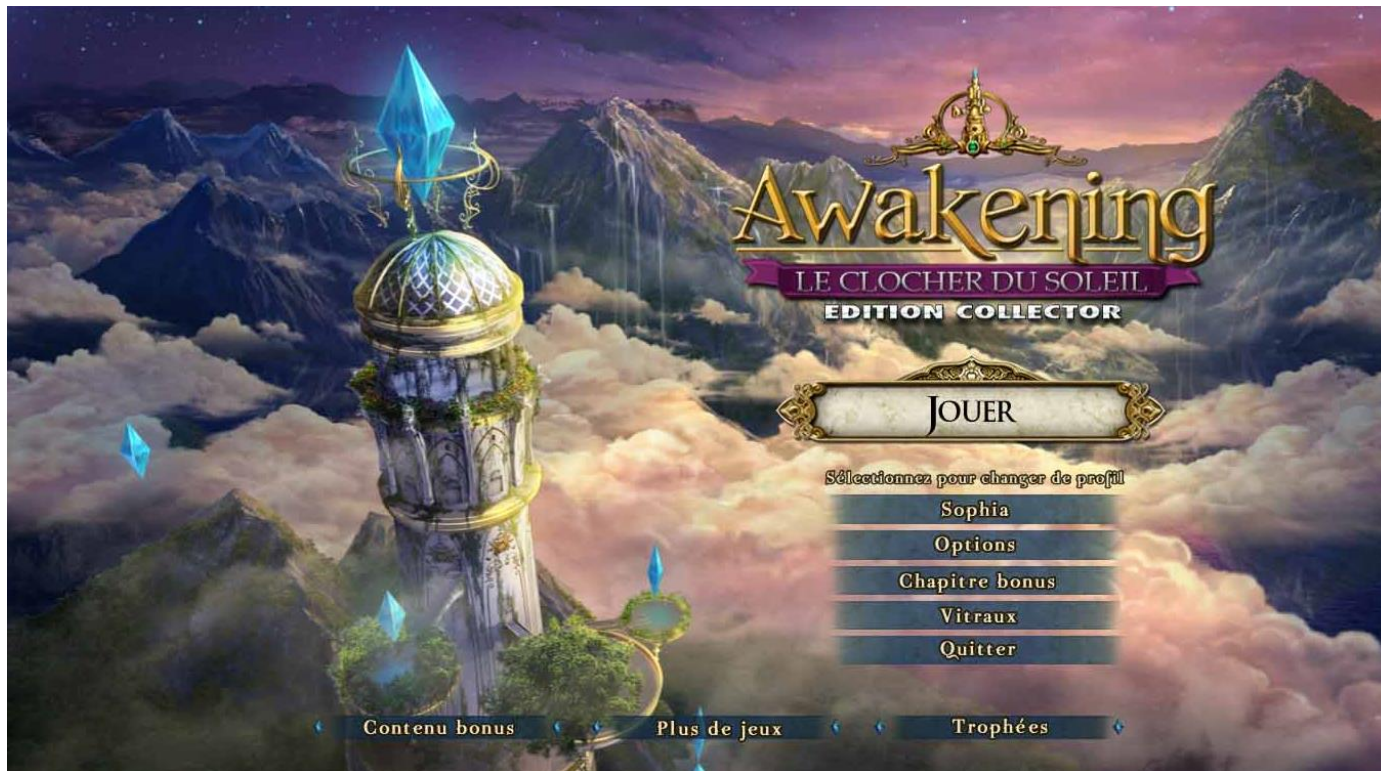 Awakening
LE CLOCHER DU SOLEIL
EDITION COLLECTOR
JOUER
Sélectionnez pour changer de profil
Sophia
Options
Chapitre bonus
Vitraux
Quitter
Contenu bonus
Plus de jeux
Trophées